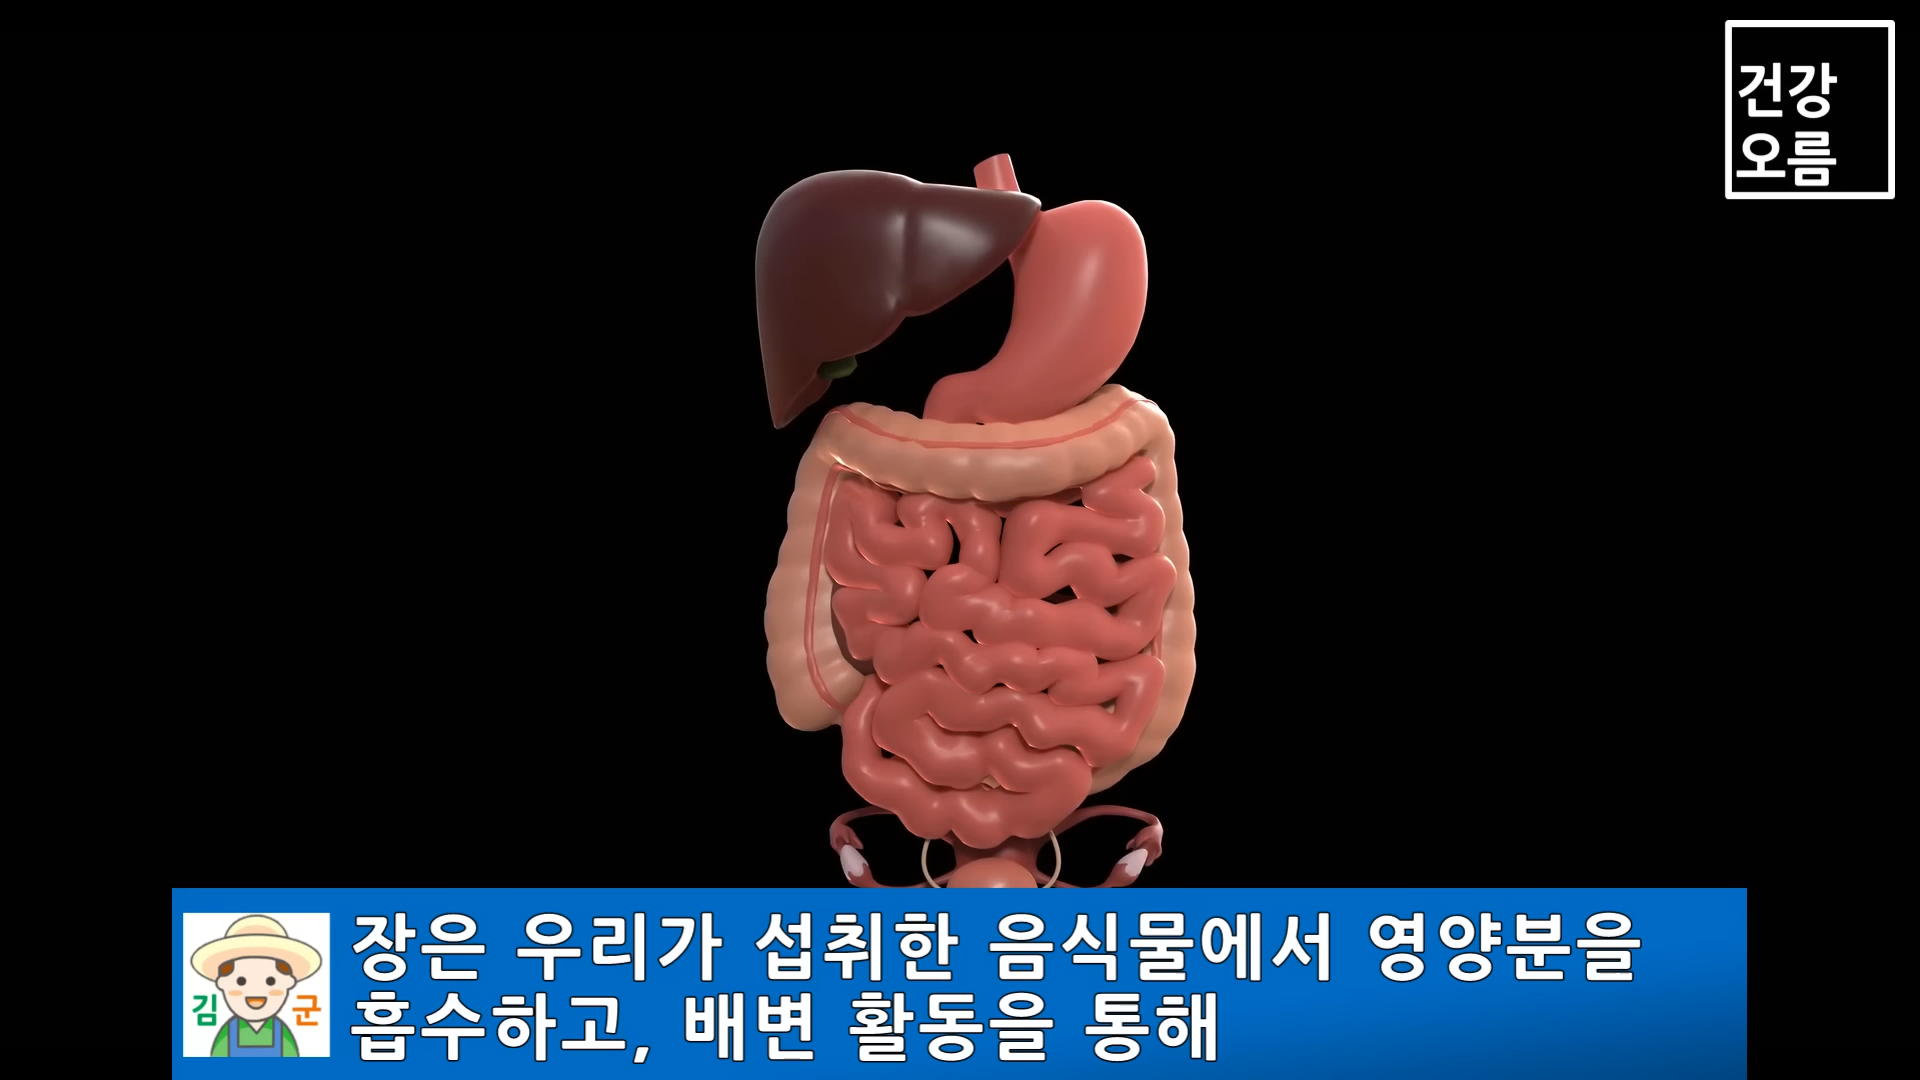 건강
오름
장은 우리가 섭취한 음식물에서 영양분을
흡수하고, 배변 활동을 통해
김 군